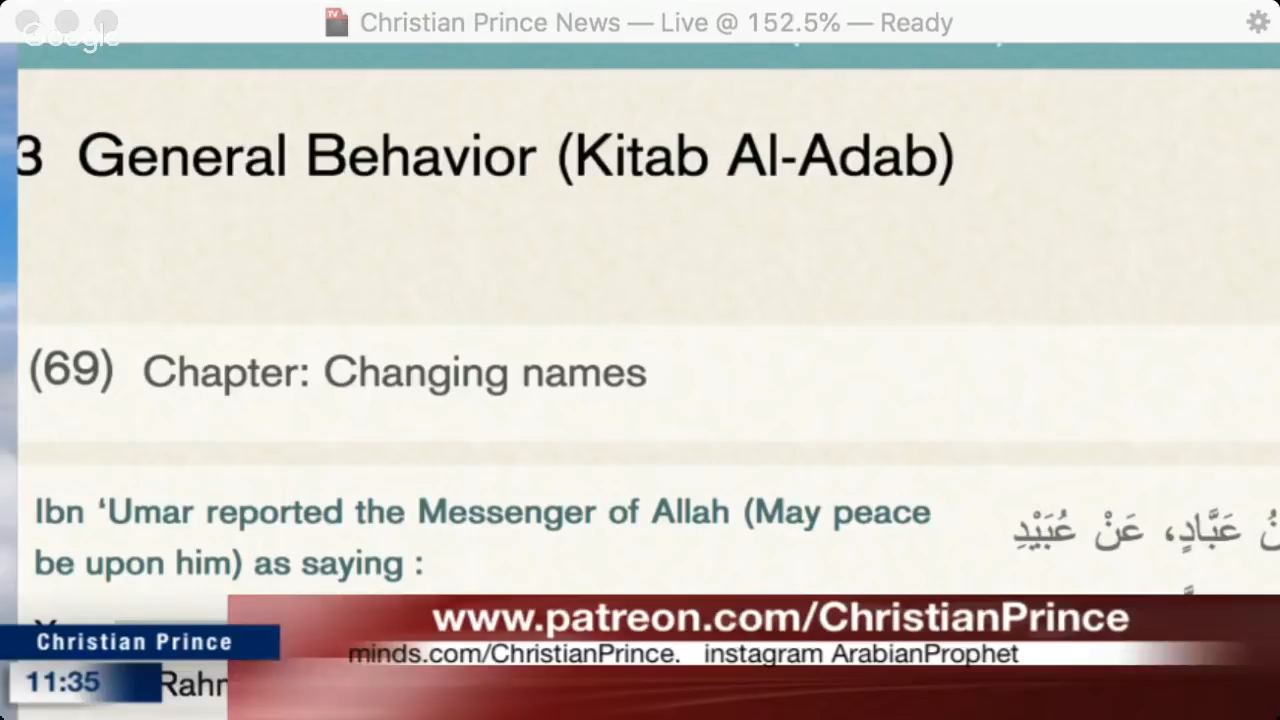 Christian Prince News — Live @ 152.5% — Ready
Google
3 General Behavior (Kitab Al-Adab)
(69) Chapter: Changing names
Ibn ‘Umar reported the Messenger of Allah (May peace
be upon him) as saying :
عَبَّادٍ، عَنْ عُبَيْدِ
www.patreon.com/ChristianPrince
Christian Prince
minds.com/ChristianPrince. instagram ArabianProphet
11:35
Rahr